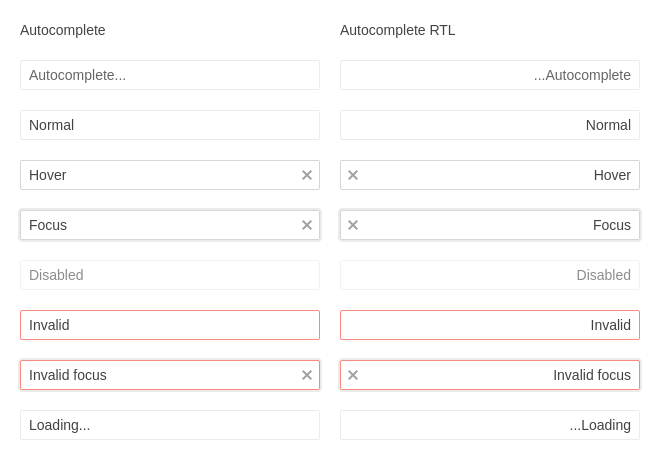 Autocomplete
Autocomplete RTL
Autocomplete...
...Autocomplete
Normal
Normal
Hover
Hover
Focus
Focus
Disabled
Disabled
Invalid
Invalid
Invalid focus
Invalid focus
Loading...
...Loading